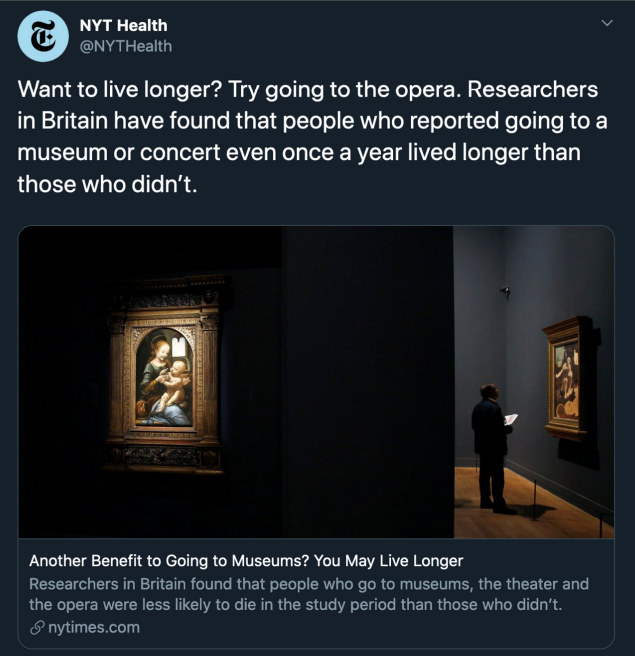 NYT Health
@NYTHealth
Want to live longer? Try going to the opera. Researchers
in Britain have found that people who reported going to a
museum or concert even once a year lived longer than
those who didn’t.
Another Benefit to Going to Museums? You May Live Longer
Researchers in Britain found that people who go to museums, the theater and
the opera were less likely to die in the study period than those who didn’t.
nytimes.com